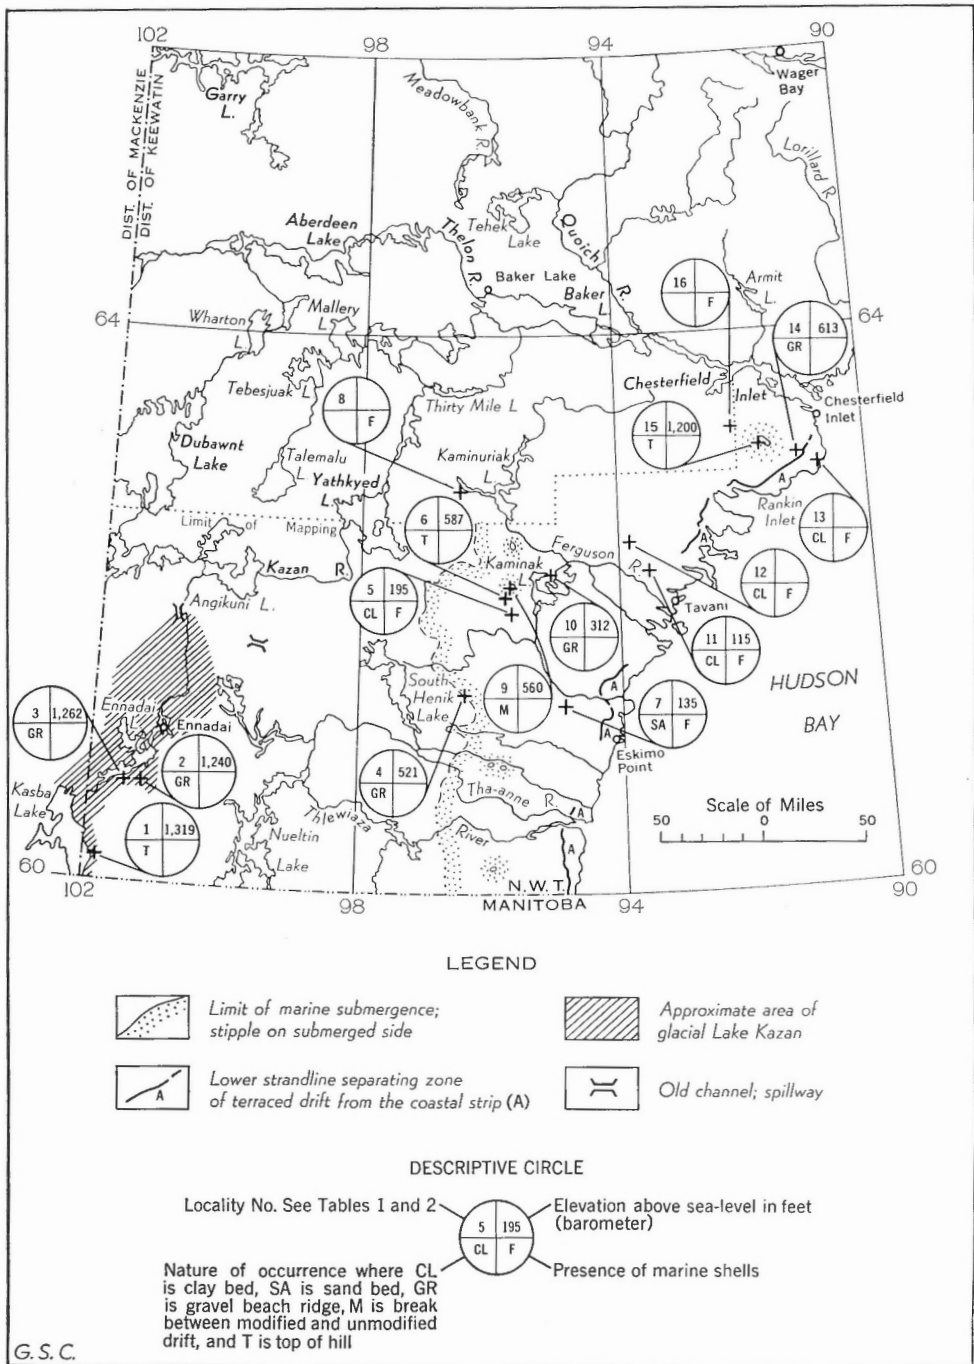 102
98
94
90
Wager
Bay
Garry
L.
Meadowbank R.
Lorillard R.
DIST. OF MACKENZIE
DIST. OF KEEWATIN
Aberdeen
Lake
Thelon R.
Tehek
Lake
Quoich R.
Baker Lake
Baker
L.
16
F
Armit
L.
64
Wharton
L.
Mallery
L.
14 613
GR
64
Tebesjuak L
8
F
Thirty Mile L
Chesterfield
Inlet
Chesterfield
Inlet
15 1,200
T
Dubawnt
Lake
Talemalu
L
Yathkyed
L.
Kaminuriak
L.
A
Rankin
Inlet
Limit of Mapping
6 587
T
13
CL F
Ferguson R.
A
Kazan R.
Kaminak
L.
5 195
CL F
12
CL F
Angikuni L.
Tavani
10 312
GR
11 115
CL F
HUDSON
BAY
South
Henik
Lake
9 560
M
A
7 135
SA F
A
Eskimo
Point
3 1,262
GR
Ennadai
L
Ennadai
2 1,240
GR
4 521
GR
Kasba
Lake
Tha-anne R.
A
Scale of Miles
50 0 50
1 1,319
T
Thlewiaza River
Nueltin
Lake
A
60
102
98
N.W.T.
MANITOBA
94
60
90
LEGEND
Limit of marine submergence;
stipple on submerged side
Approximate area of
glacial Lake Kazan
A
Lower strandline separating zone
of terraced drift from the coastal strip (A)
Old channel; spillway
DESCRIPTIVE CIRCLE
Locality No. See Tables 1 and 2
5 195
CL F
Elevation above sea-level in feet
(barometer)
Nature of occurrence where CL
is clay bed, SA is sand bed, GR
is gravel beach ridge, M is break
between modified and unmodified
drift, and T is top of hill
Presence of marine shells
G.S.C.